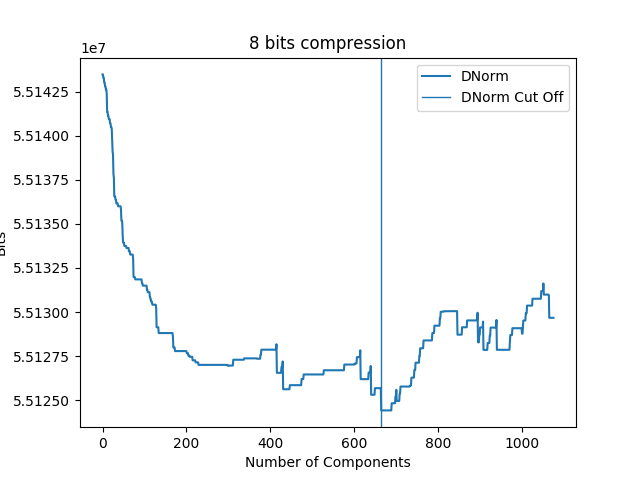 8 bits compression
1e7
DNorm
DNorm Cut Off
5.51425
5.51400
5.51375
5.51350
5.51325
5.51300
5.51275
5.51250
Bits
0 200 400 600 800 1000
Number of Components